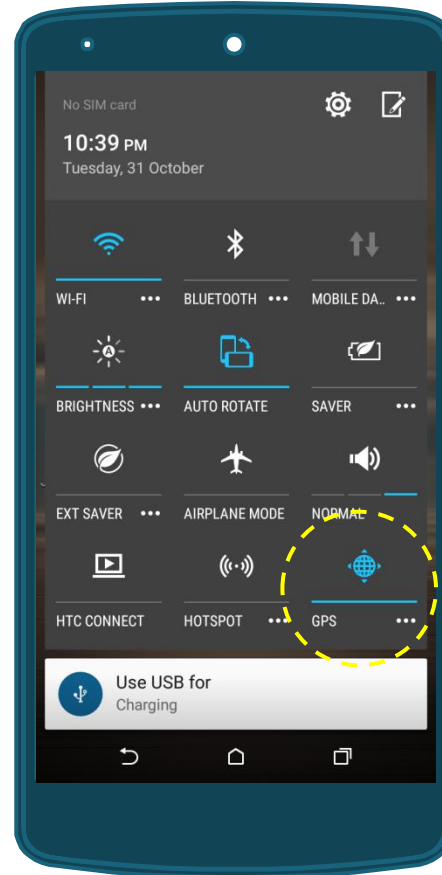 No SIM card
10:39 PM
Tuesday, 31 October
WI-FI
BLUETOOTH
MOBILE DA..
A
BRIGHTNESS
AUTO ROTATE
SAVER
EXT SAVER
AIRPLANE MODE
NORMAL
HTC CONNECT
HOTSPOT
GPS
Use USB for
Charging